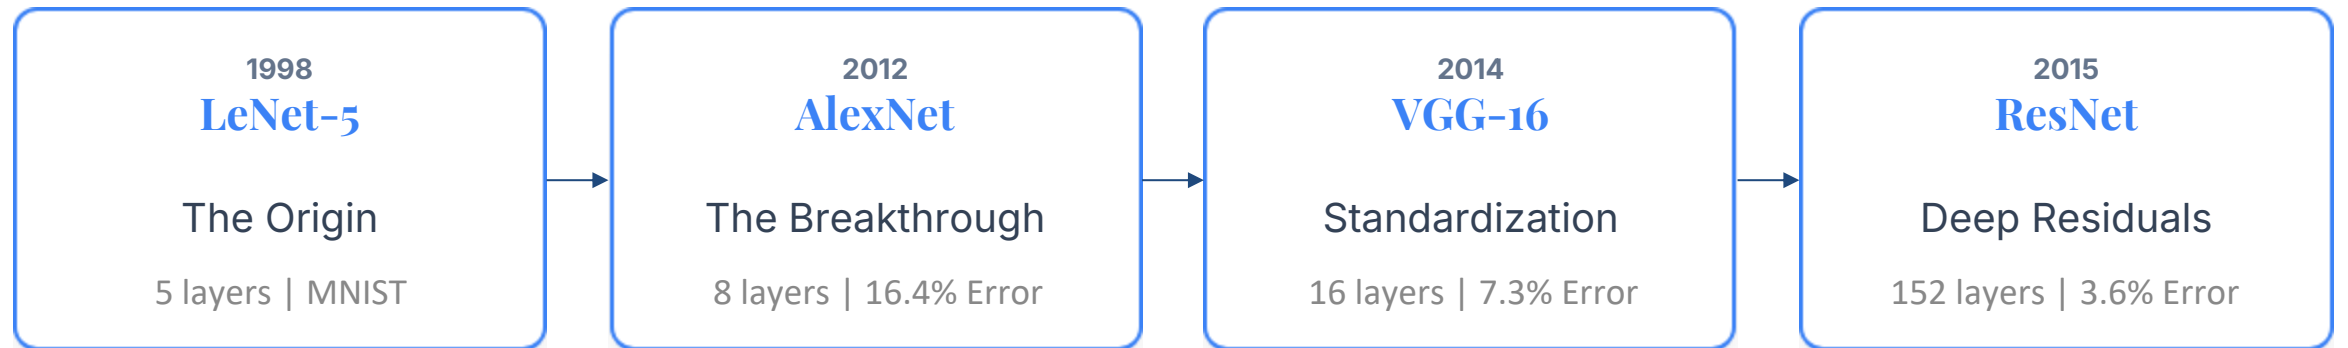 1998
LeNet-5
The Origin
5 layers | MNIST
2012
AlexNet
The Breakthrough
8 layers | 16.4% Error
2014
VGG-16
Standardization
16 layers | 7.3% Error
2015
ResNet
Deep Residuals
152 layers | 3.6% Error